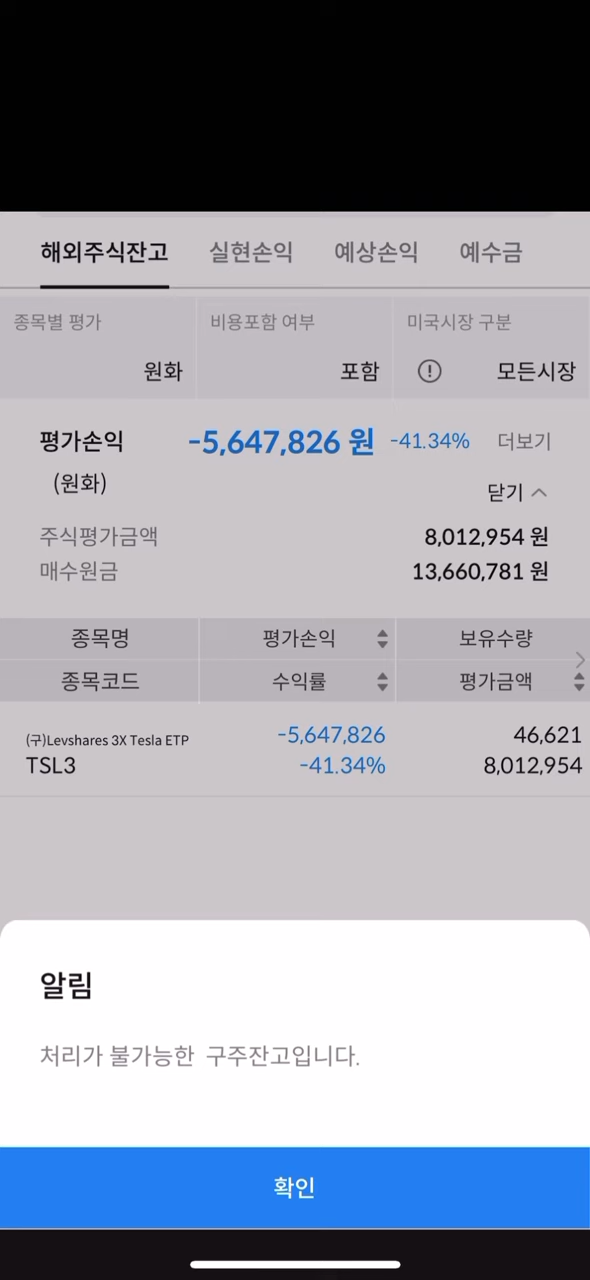 해외주식잔고 실현손익 예상손익 예수금
종목별 평가 비용포함 여부 미국시장 구분
원화 포함 모든시장
평가손익 -5,647,826 원 -41.34% 더보기
(원화) 닫기
주식평가금액 8,012,954 원
매수원금 13,660,781 원
종목명 평가손익 보유수량
종목코드 수익률 평가금액
(구)Levshares 3X Tesla ETP -5,647,826 46,621
TSL3 -41.34% 8,012,954
알림
처리가 불가능한 구주잔고입니다.
확인